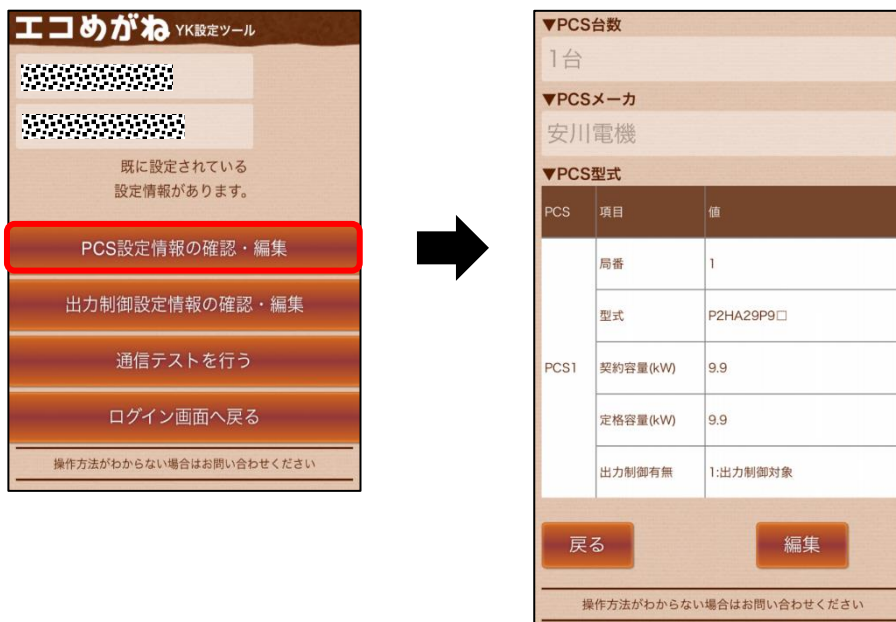 エコめがね YK設定ツール
既に設定されている
設定情報があります。
PCS設定情報の確認・編集
出力制御設定情報の確認・編集
通信テストを行う
ログイン画面へ戻る
操作方法がわからない場合はお問い合わせください
▼PCS台数
1台
▼PCSメーカ
安川電機
▼PCS型式
PCS 項目 値
局番 1
型式 P2HA29P9□
PCS1 契約容量(kW) 9.9
定格容量(kW) 9.9
出力制御有無 1:出力制御対象
戻る 編集
操作方法がわからない場合はお問い合わせください